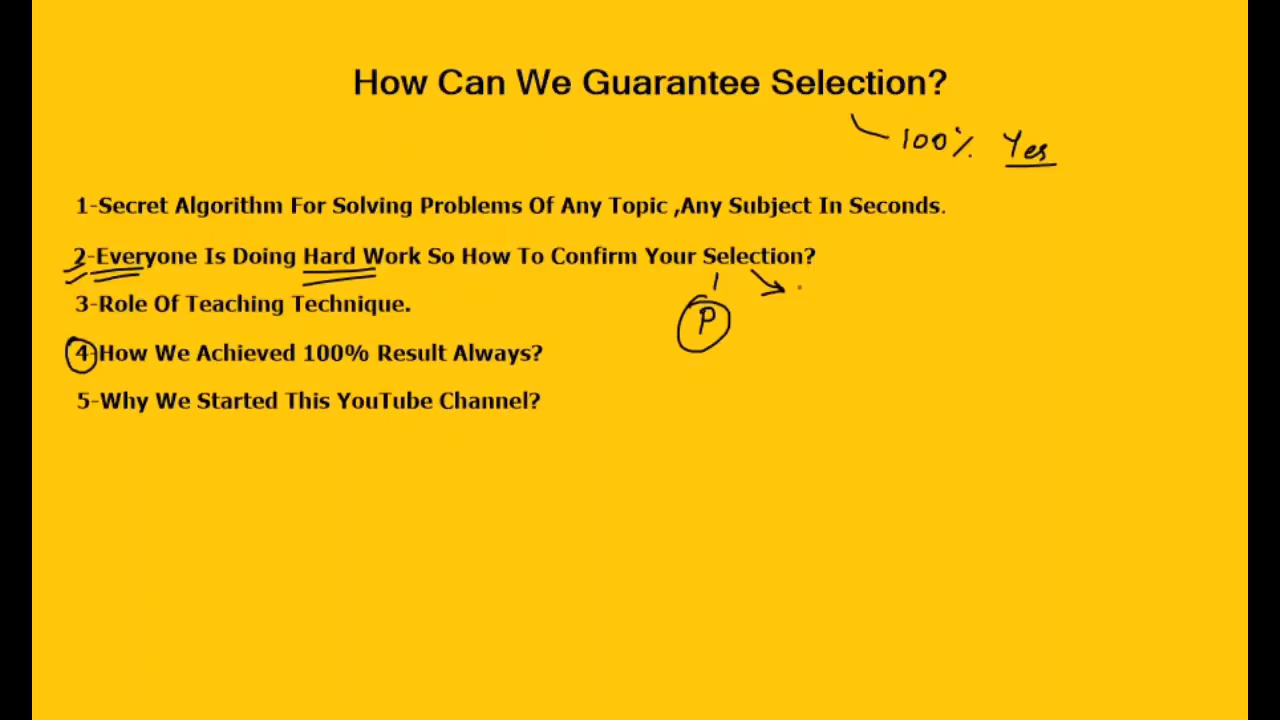 How Can We Guarantee Selection?
100% Yes
1-Secret Algorithm For Solving Problems Of Any Topic ,Any Subject In Seconds.
2-Everyone Is Doing Hard Work So How To Confirm Your Selection?
3-Role Of Teaching Technique.
P
4-How We Achieved 100% Result Always?
5-Why We Started This YouTube Channel?